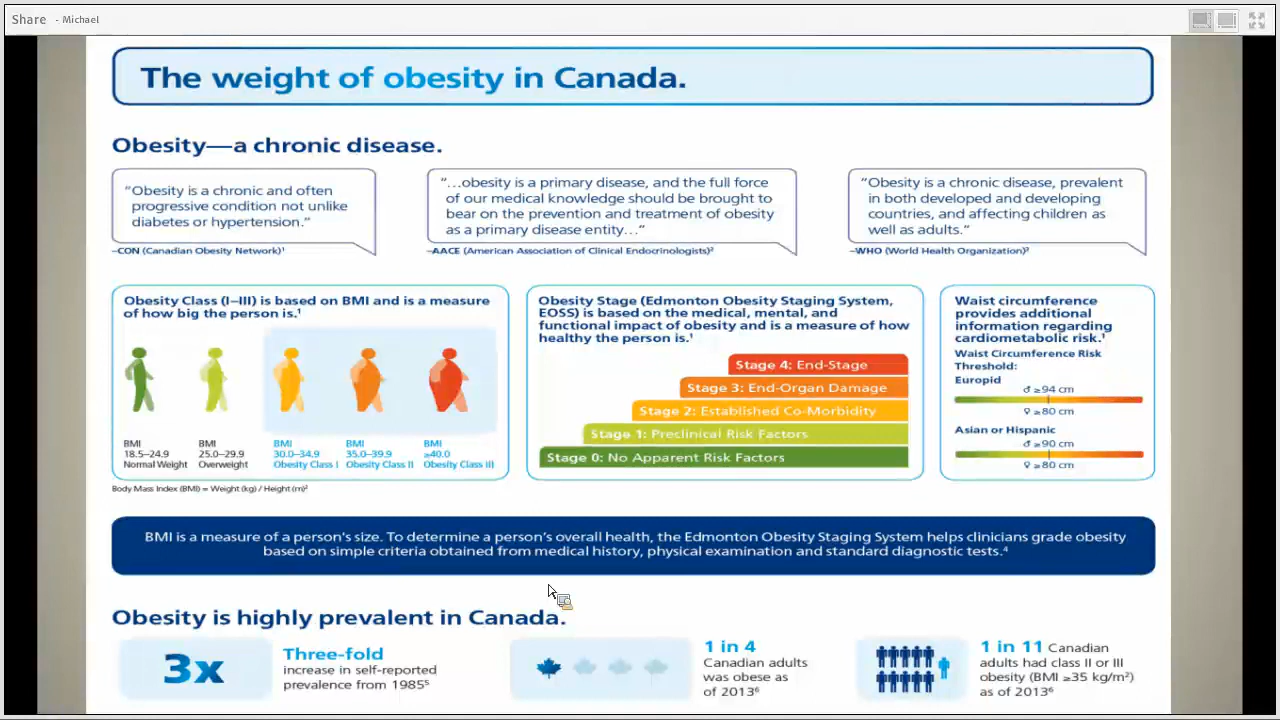 Share - Michael
The weight of obesity in Canada.
Obesity—a chronic disease.
“Obesity is a chronic and often
progressive condition not unlike
diabetes or hypertension.”
–CON (Canadian Obesity Network)¹
“…obesity is a primary disease, and the full force
of our medical knowledge should be brought to
bear on the prevention and treatment of obesity
as a primary disease entity…”
–AACE (American Association of Clinical Endocrinologists)²
“Obesity is a chronic disease, prevalent
in both developed and developing
countries, and affecting children as
well as adults.”
–WHO (World Health Organization)³
Obesity Class (I–III) is based on BMI and is a measure
of how big the person is.¹
BMI
18.5–24.9
Normal Weight
BMI
25.0–29.9
Overweight
BMI
30.0–34.9
Obesity Class I
BMI
35.0–39.9
Obesity Class II
BMI
≥40.0
Obesity Class III
Body Mass Index (BMI) = Weight (kg) / Height (m)²
Obesity Stage (Edmonton Obesity Staging System,
EOSS) is based on the medical, mental, and
functional impact of obesity and is a measure of how
healthy the person is.¹
Stage 4: End-Stage
Stage 3: End-Organ Damage
Stage 2: Established Co-Morbidity
Stage 1: Preclinical Risk Factors
Stage 0: No Apparent Risk Factors
Waist circumference
provides additional
information regarding
cardiometabolic risk.¹
Waist Circumference Risk
Threshold:
Europid
♂ ≥94 cm
♀ ≥80 cm
Asian or Hispanic
♂ ≥90 cm
♀ ≥80 cm
BMI is a measure of a person's size. To determine a person’s overall health, the Edmonton Obesity Staging System helps clinicians grade obesity
based on simple criteria obtained from medical history, physical examination and standard diagnostic tests.⁴
Obesity is highly prevalent in Canada.
3x
Three-fold
increase in self-reported
prevalence from 1985⁵
1 in 4
Canadian adults
was obese as
of 2013⁶
1 in 11 Canadian
adults had class II or III
obesity (BMI ≥35 kg/m²)
as of 2013⁶